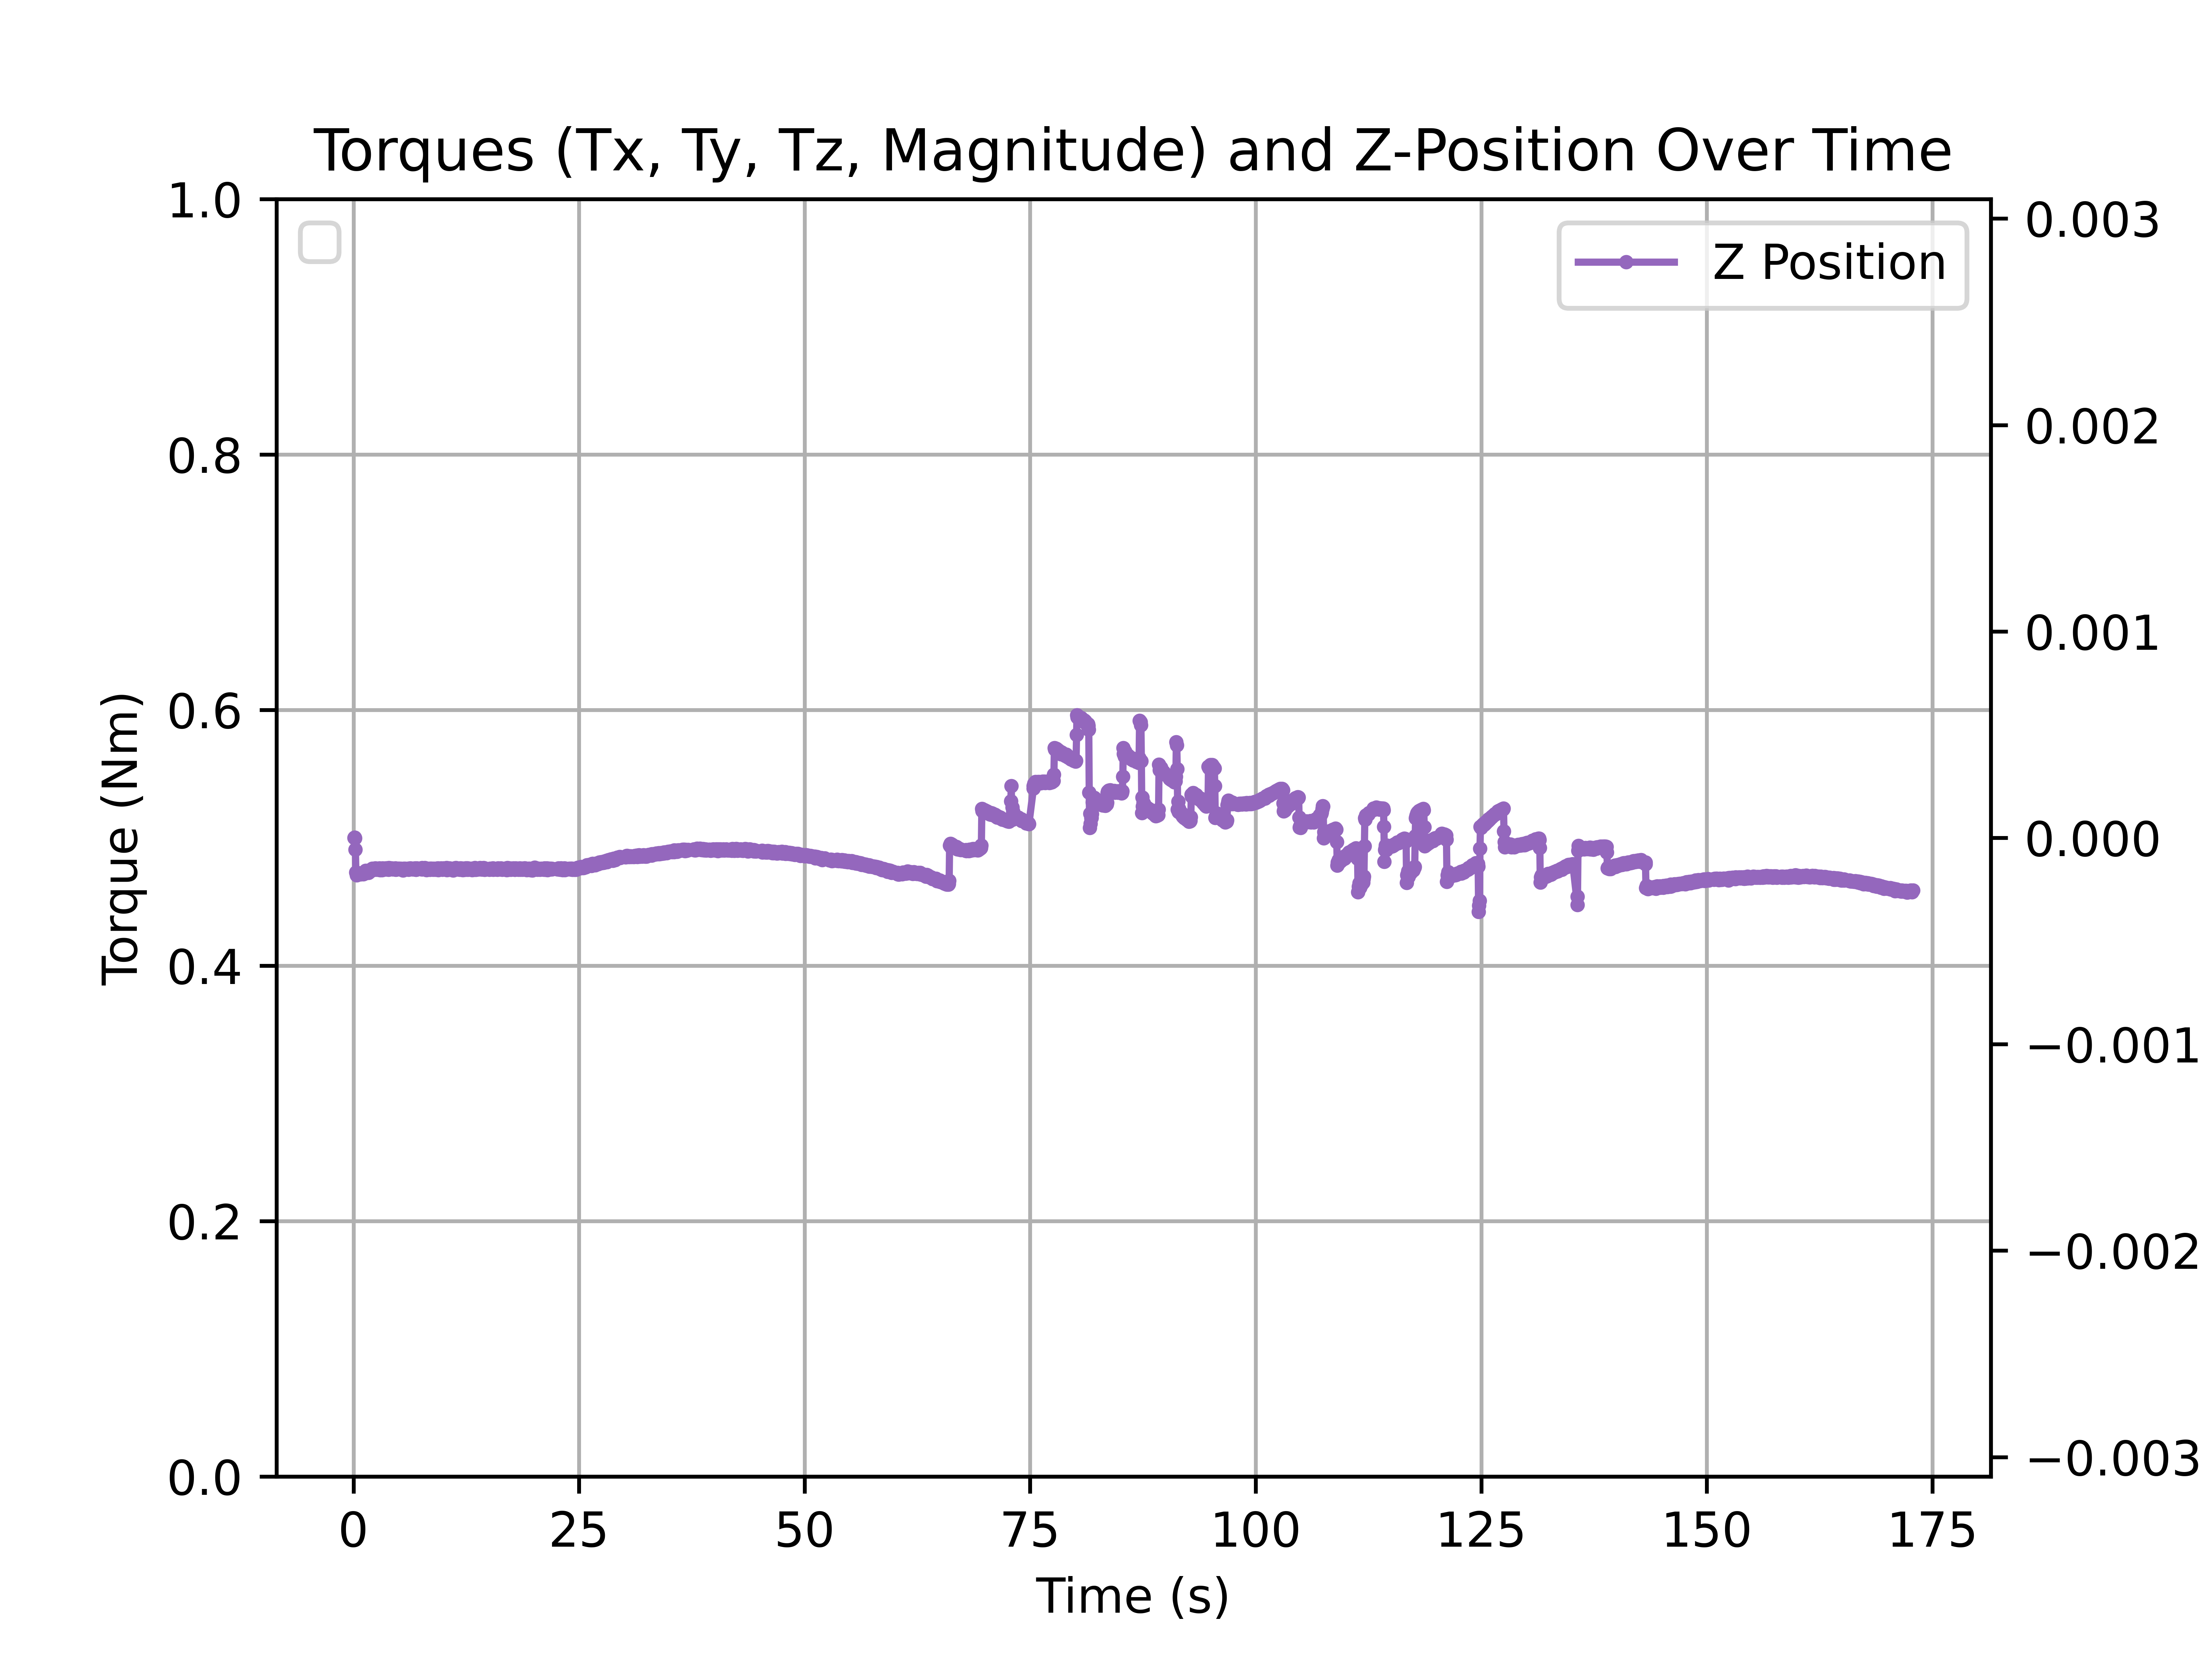 Torques (Tx, Ty, Tz, Magnitude) and Z-Position Over Time
Z Position
1.0
0.8
0.6
0.4
0.2
0.0
Torque (Nm)
0.003
0.002
0.001
0.000
−0.001
−0.002
−0.003
0 25 50 75 100 125 150 175
Time (s)